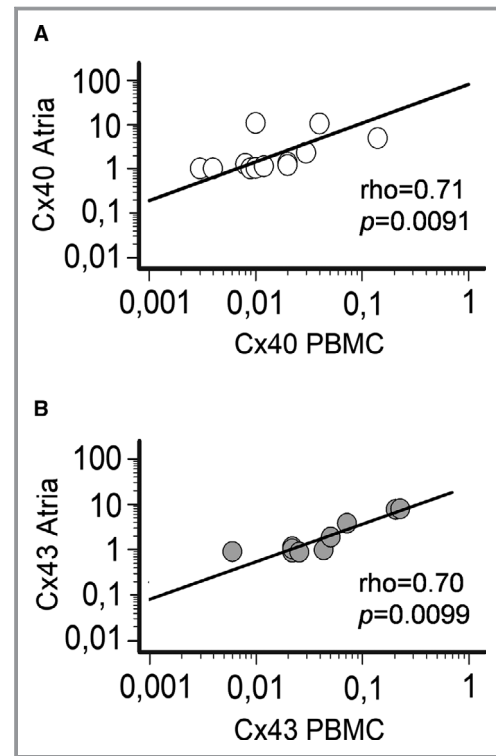 A
Cx40 Atria
100
10
1
0,1
0,01
rho=0.71
p=0.0091
0,001 0,01 0,1 1
Cx40 PBMC
B
Cx43 Atria
100
10
1
0,1
0,01
rho=0.70
p=0.0099
0,001 0,01 0,1 1
Cx43 PBMC